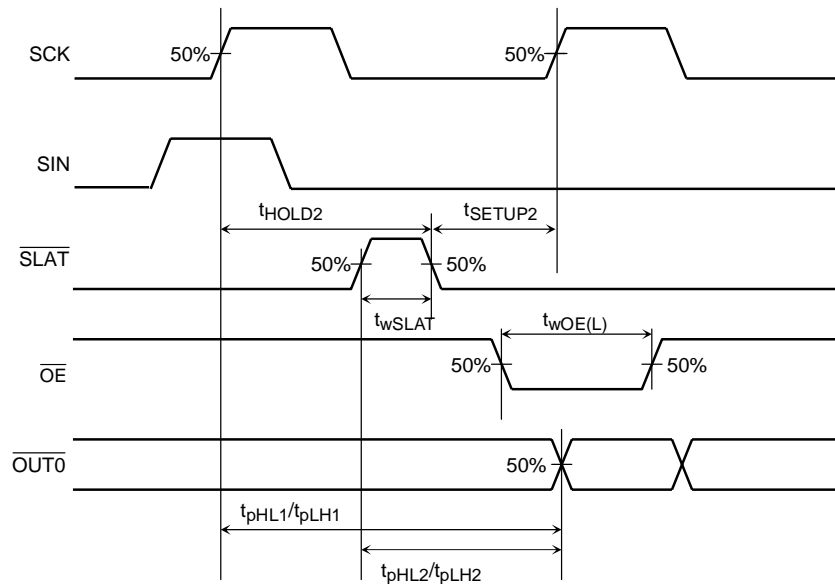 SCK
50%
50%
SIN
tHOLD2
tSETUP2
SLAT
50%
50%
twSLAT
twOE(L)
OE
50%
50%
OUT0
50%
tpHL1/tpLH1
tpHL2/tpLH2